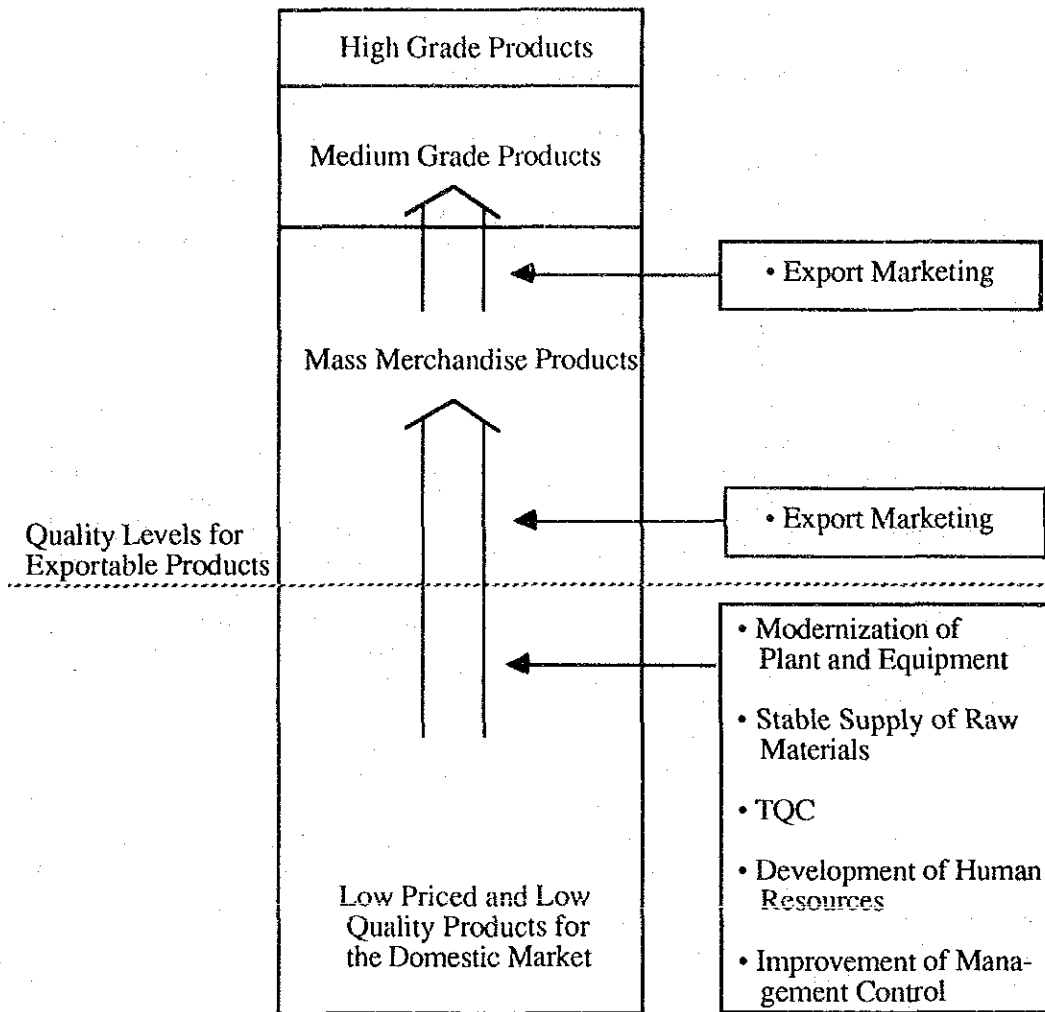 High Grade Products
Medium Grade Products
• Export Marketing
Mass Merchandise Products
• Export Marketing
Quality Levels for
Exportable Products
• Modernization of
Plant and Equipment
• Stable Supply of Raw
Materials
• TQC
• Development of Human
Resources
• Improvement of Mana-
gement Control
Low Priced and Low
Quality Products for
the Domestic Market